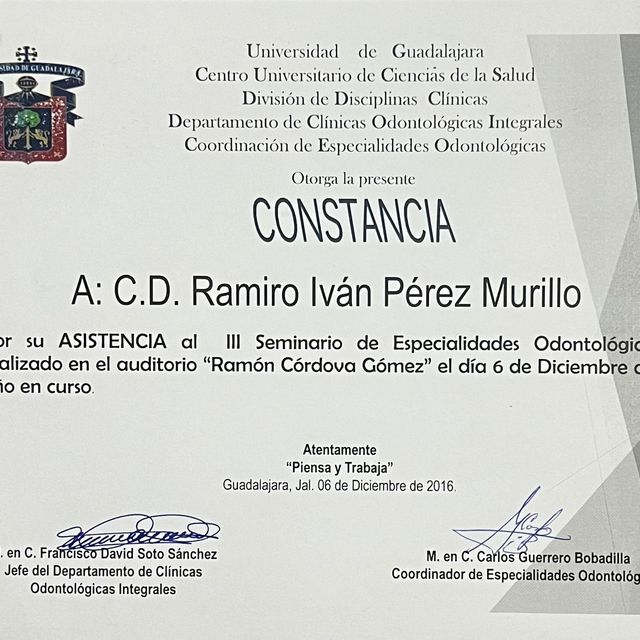 Universidad de Guadalajara
Centro Universitario de Ciencias de la Salud
División de Disciplinas Clínicas
Departamento de Clínicas Odontológicas Integrales
Coordinación de Especialidades Odontológicas
Otorga la presente
CONSTANCIA
A: C.D. Ramiro Iván Pérez Murillo
or su ASISTENCIA al III Seminario de Especialidades Odontológic
alizado en el auditorio “Ramón Córdova Gómez” el día 6 de Diciembre d
ño en curso.
Atentamente
“Piensa y Trabaja”
Guadalajara, Jal. 06 de Diciembre de 2016.
. en C. Francisco David Soto Sánchez
Jefe del Departamento de Clínicas
Odontológicas Integrales
M. en C. Carlos Guerrero Bobadilla
Coordinador de Especialidades Odontológ